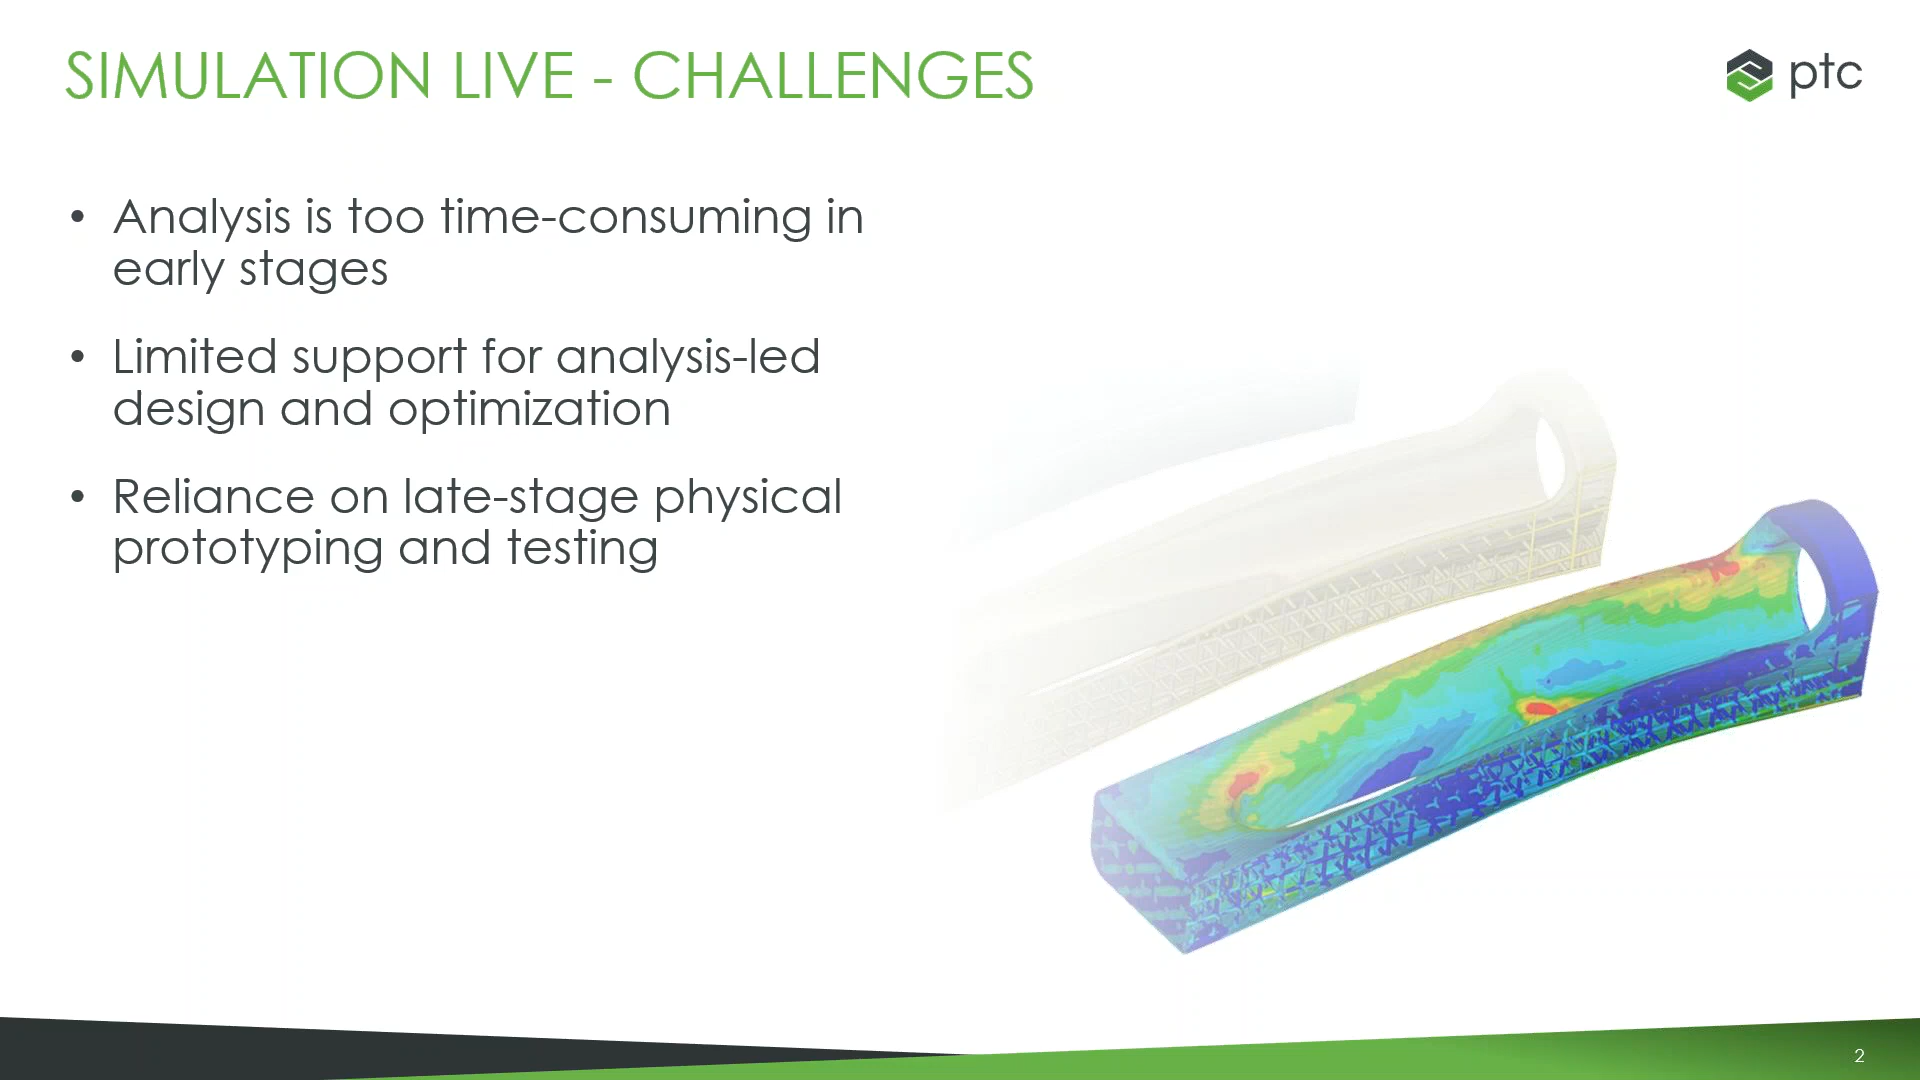 SIMULATION LIVE - CHALLENGES
ptc
• Analysis is too time-consuming in
early stages
• Limited support for analysis-led
design and optimization
• Reliance on late-stage physical
prototyping and testing
2